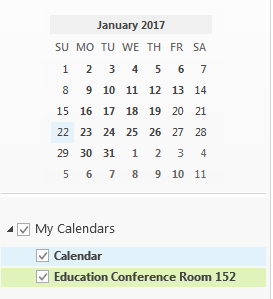 January 2017
SU MO TU WE TH FR SA
1 2 3 4 5 6 7
8 9 10 11 12 13 14
15 16 17 18 19 20 21
22 23 24 25 26 27 28
29 30 31 1 2 3 4
5 6 7 8 9 10 11
My Calendars
Calendar
Education Conference Room 152